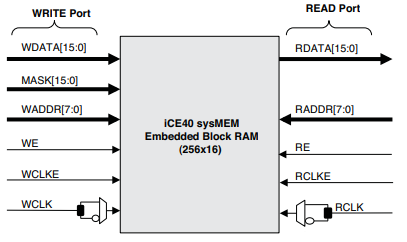 WRITE Port
READ Port
WDATA[15:0]
RDATA[15:0]
MASK[15:0]
WADDR[7:0]
RADDR[7:0]
iCE40 sysMEM
Embedded Block RAM
(256x16)
WE
RE
WCLKE
RCLKE
WCLK
RCLK